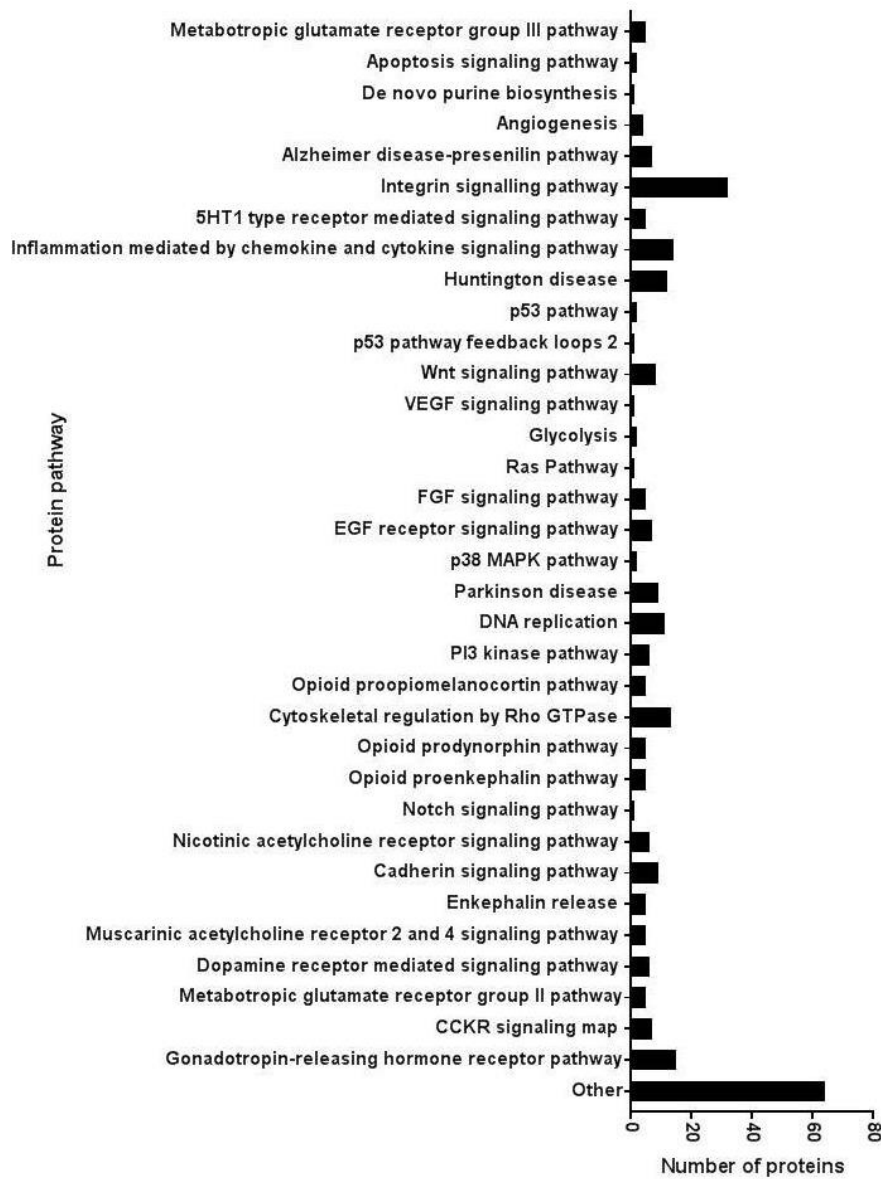 Metabotropic glutamate receptor group III pathway
Apoptosis signaling pathway
De novo purine biosynthesis
Angiogenesis
Alzheimer disease-presenilin pathway
Integrin signalling pathway
5HT1 type receptor mediated signaling pathway
Inflammation mediated by chemokine and cytokine signaling pathway
Huntington disease
p53 pathway
p53 pathway feedback loops 2
Wnt signaling pathway
VEGF signaling pathway
Glycolysis
Ras Pathway
FGF signaling pathway
EGF receptor signaling pathway
p38 MAPK pathway
Parkinson disease
DNA replication
PI3 kinase pathway
Opioid proopiomelanocortin pathway
Cytoskeletal regulation by Rho GTPase
Opioid prodynorphin pathway
Opioid proenkephalin pathway
Notch signaling pathway
Nicotinic acetylcholine receptor signaling pathway
Cadherin signaling pathway
Enkephalin release
Muscarinic acetylcholine receptor 2 and 4 signaling pathway
Dopamine receptor mediated signaling pathway
Metabotropic glutamate receptor group II pathway
CCKR signaling map
Gonadotropin-releasing hormone receptor pathway
Other
Protein pathway
0 20 40 60 80
Number of proteins